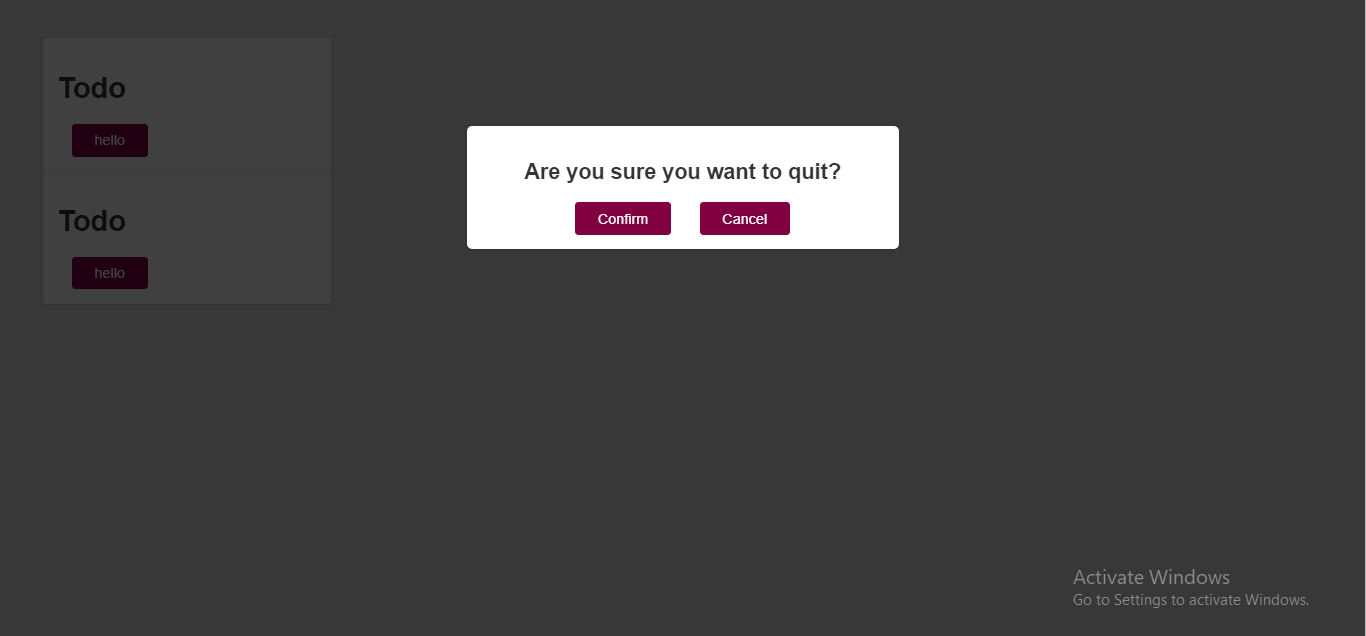 Todo
hello
Todo
hello
Are you sure you want to quit?
Confirm Cancel
Activate Windows
Go to Settings to activate Windows.